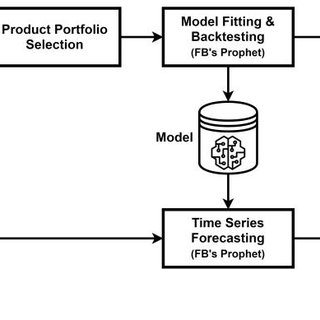 Product Portfolio
Selection
Model Fitting &
Backtesting
(FB's Prophet)
Model
Time Series
Forecasting
(FB's Prophet)